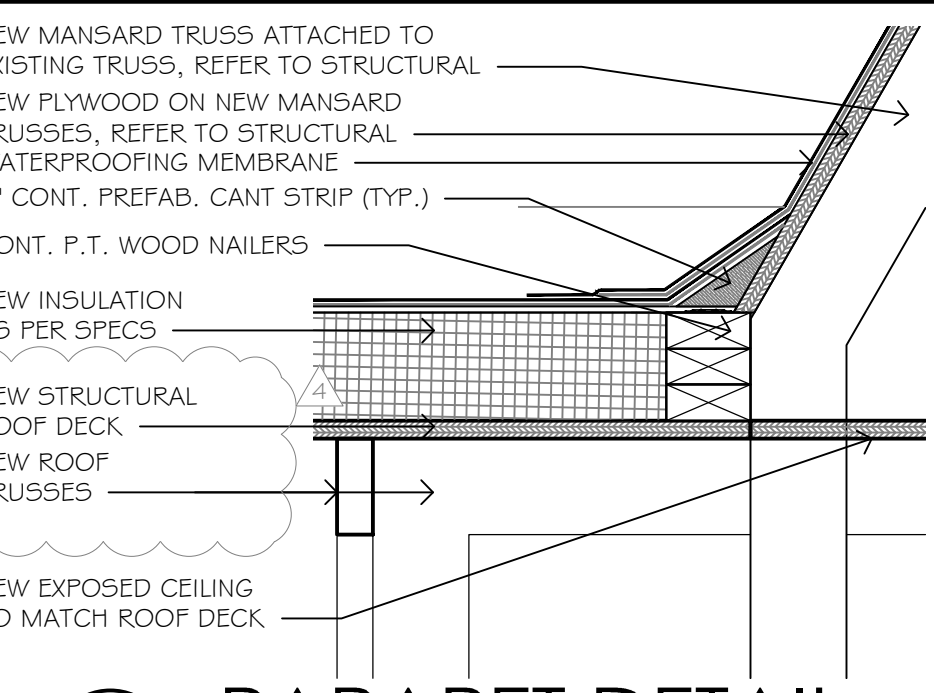 EW MANSARD TRUSS ATTACHED TO
XISTING TRUSS, REFER TO STRUCTURAL
EW PLYWOOD ON NEW MANSARD
RUSSES, REFER TO STRUCTURAL
ATERPROOFING MEMBRANE
" CONT. PREFAB. CANT STRIP (TYP.)
ONT. P.T. WOOD NAILERS
EW INSULATION
S PER SPECS
4
EW STRUCTURAL
OOF DECK
EW ROOF
RUSSES
EW EXPOSED CEILING
O MATCH ROOF DECK
PARAPET DETAIL